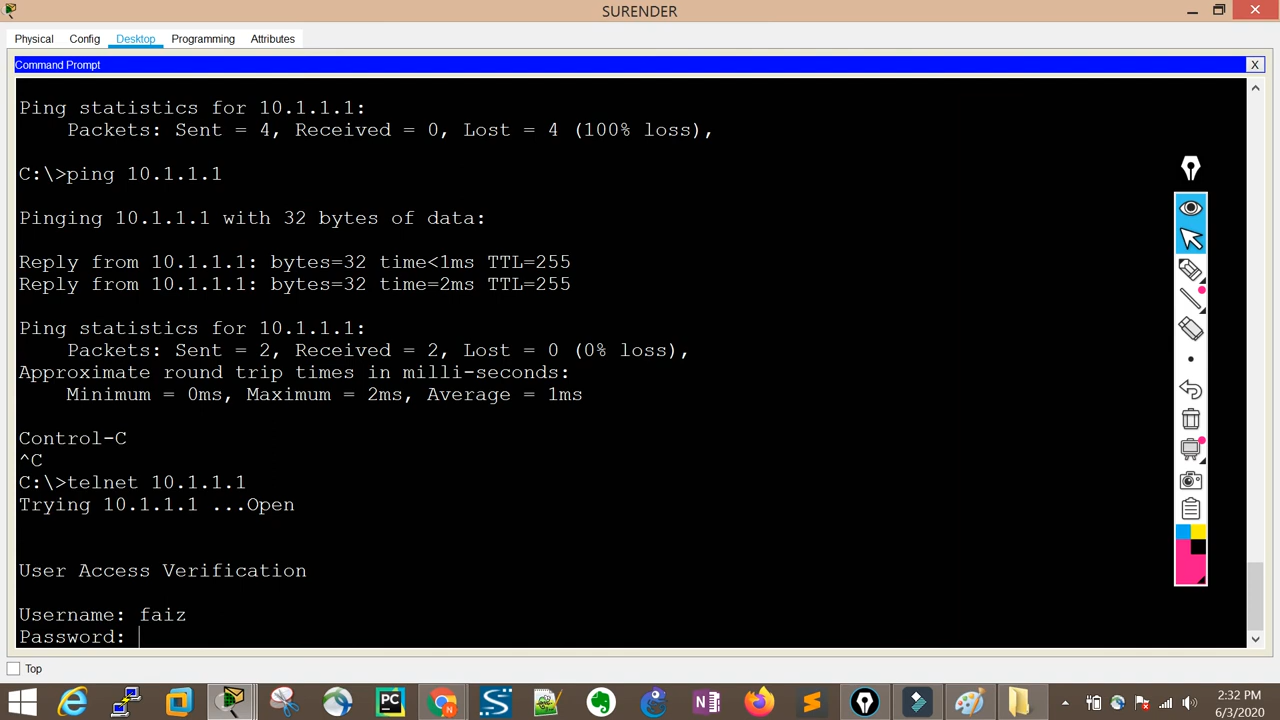 SURENDER
Physical Config Desktop Programming Attributes
Command Prompt X
Ping statistics for 10.1.1.1:
Packets: Sent = 4, Received = 0, Lost = 4 (100% loss),
C:\>ping 10.1.1.1
Pinging 10.1.1.1 with 32 bytes of data:
Reply from 10.1.1.1: bytes=32 time<1ms TTL=255
Reply from 10.1.1.1: bytes=32 time=2ms TTL=255
Ping statistics for 10.1.1.1:
Packets: Sent = 2, Received = 2, Lost = 0 (0% loss),
Approximate round trip times in milli-seconds:
Minimum = 0ms, Maximum = 2ms, Average = 1ms
Control-C
^C
C:\>telnet 10.1.1.1
Trying 10.1.1.1 ...Open
User Access Verification
Username: faiz
Password:
Top
PC
N
S
N
2:32 PM
6/3/2020